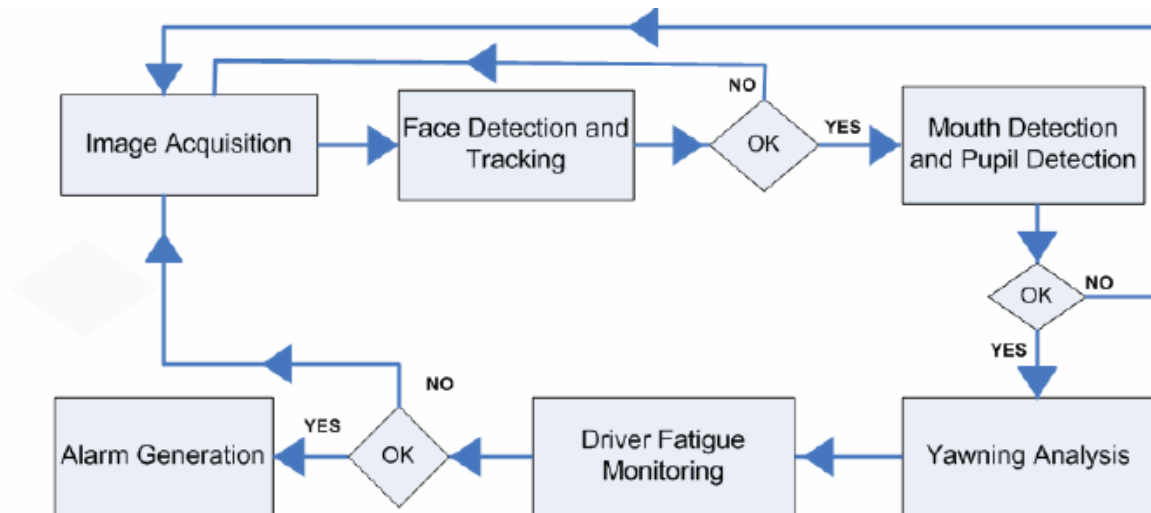 Image Acquisition
Face Detection and
Tracking
NO
OK
YES
Mouth Detection
and Pupil Detection
OK
NO
YES
Yawning Analysis
Driver Fatigue
Monitoring
NO
OK
YES
Alarm Generation